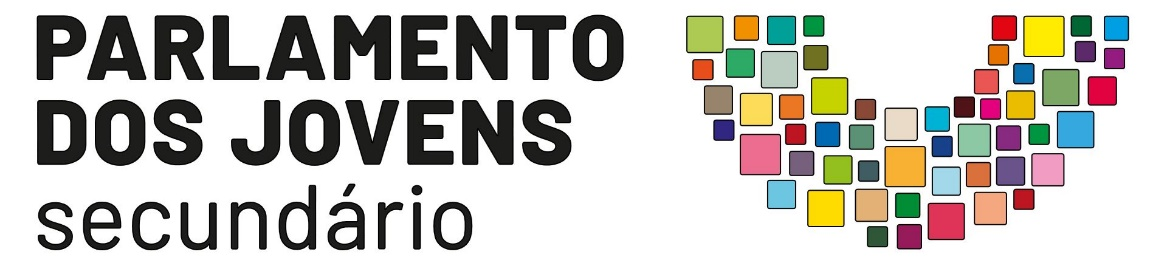 PARLAMENTO
DOS JOVENS
secundário